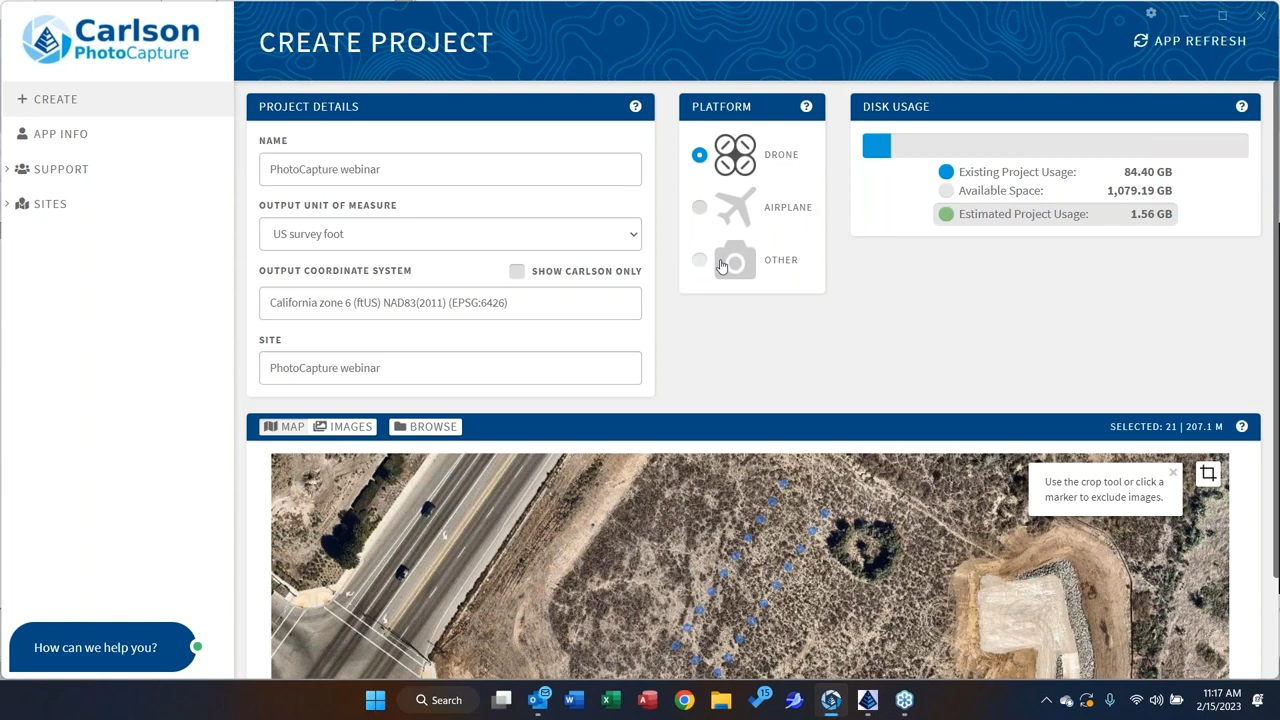 Carlson
PhotoCapture
CREATE PROJECT
APP REFRESH
CREATE
APP INFO
SUPPORT
SITES
PROJECT DETAILS
NAME
PhotoCapture webinar
OUTPUT UNIT OF MEASURE
US survey foot
OUTPUT COORDINATE SYSTEM
SHOW CARLSON ONLY
California zone 6 (ftUS) NAD83(2011) (EPSG:6426)
SITE
PhotoCapture webinar
PLATFORM
DRONE
AIRPLANE
OTHER
DISK USAGE
Existing Project Usage: 84.40 GB
Available Space: 1,079.19 GB
Estimated Project Usage: 1.56 GB
MAP IMAGES BROWSE
SELECTED: 21 | 207.1 M
Use the crop tool or click a
marker to exclude images.
How can we help you?
Search
15
11:17 AM
2/15/2023